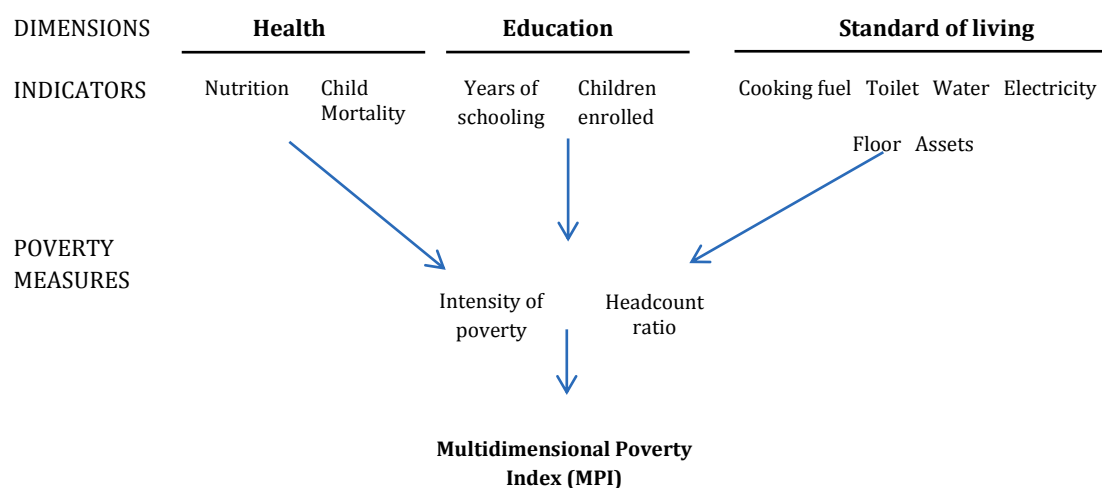 DIMENSIONS Health Education Standard of living
INDICATORS Nutrition Child Mortality Years of schooling Children enrolled Cooking fuel Toilet Water Electricity
Floor Assets
POVERTY
MEASURES
Intensity of
poverty
Headcount
ratio
Multidimensional Poverty
Index (MPI)